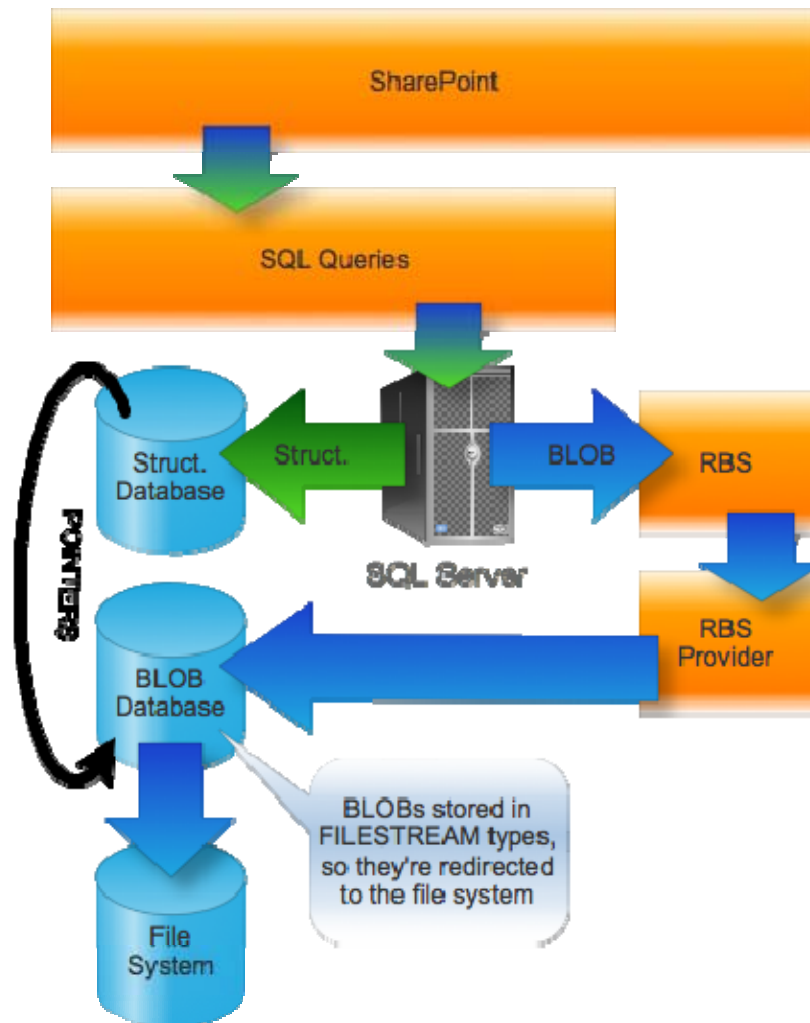 SharePoint
SQL Queries
Struct.
Database
Struct.
BLOB
RBS
SQL Server
POINTERS
RBS
Provider
BLOB
Database
BLOBs stored in
FILESTREAM types,
so they're redirected
to the file system
File
System